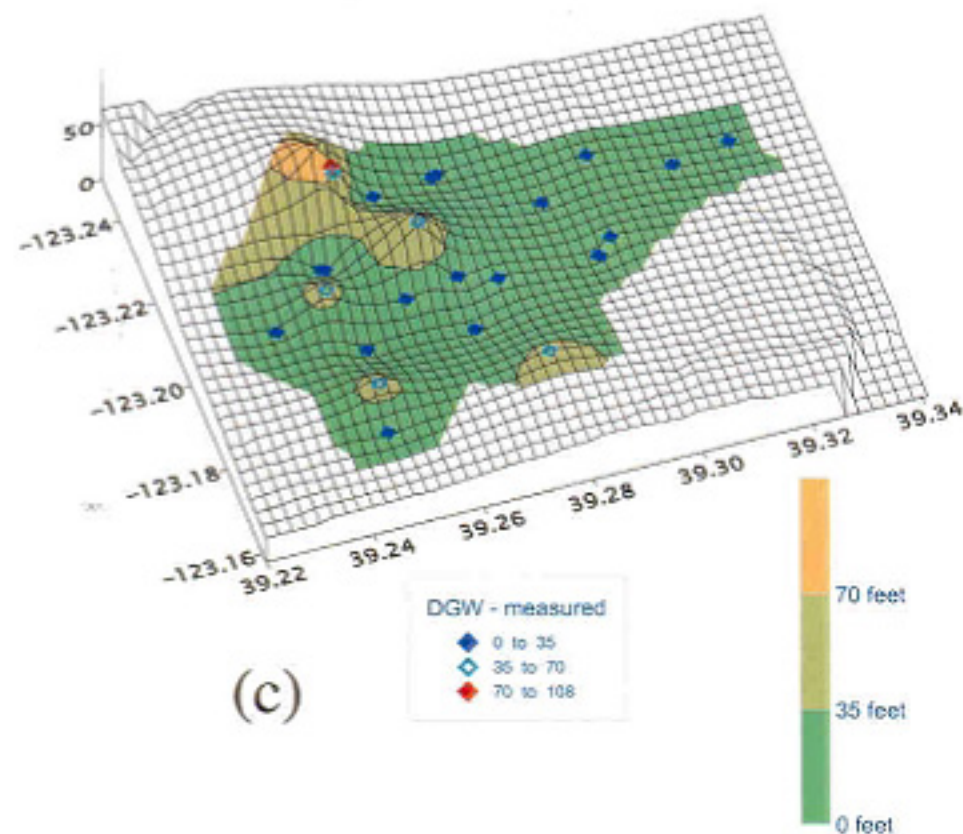 50
0
-123.24
-123.22
-123.20
-123.18
-123.16
39.22
39.24
39.26
39.28
39.30
39.32
39.34
DGW - measured
0 to 35
35 to 70
70 to 108
(c)
70 feet
35 feet
0 feet